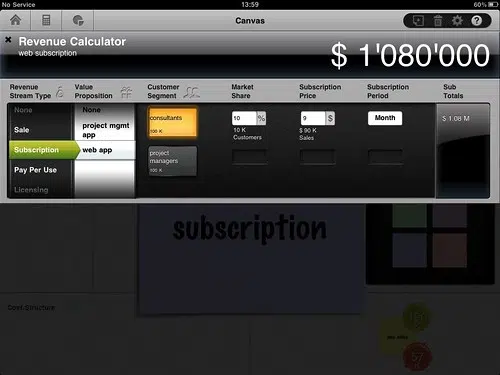 No Service
13:59
Canvas
Revenue Calculator
web subscription
$ 1'080'000
Revenue
Stream Type
Value
Proposition
Customer
Segment
Market
Share
Subscription
Price
Subscription
Period
Sub
Totals
None
Sale
Subscription
Pay Per Use
Licensing
None
project mgmt
app
web app
consultants
100 K
project
managers
100 K
10 %
10 K
Customers
9 $
$ 90 K
Sales
Month
$ 1.08 M
subscription
Cost Structure
57